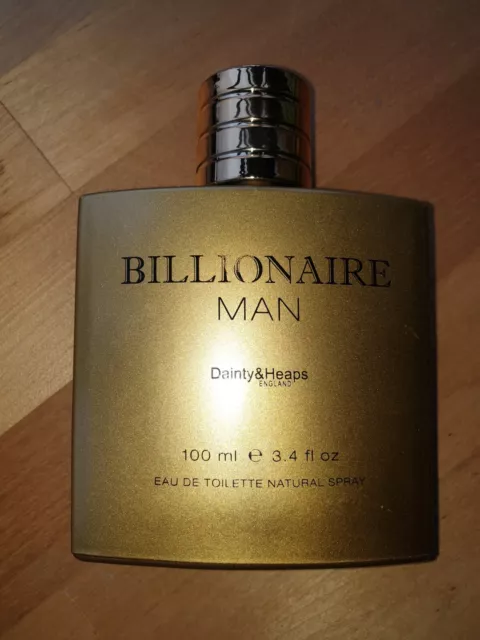 BILLIONAIRE
MAN
Dainty&Heaps
ENGLAND
100 ml ℮ 3.4 fl oz
EAU DE TOILETTE NATURAL SPRAY